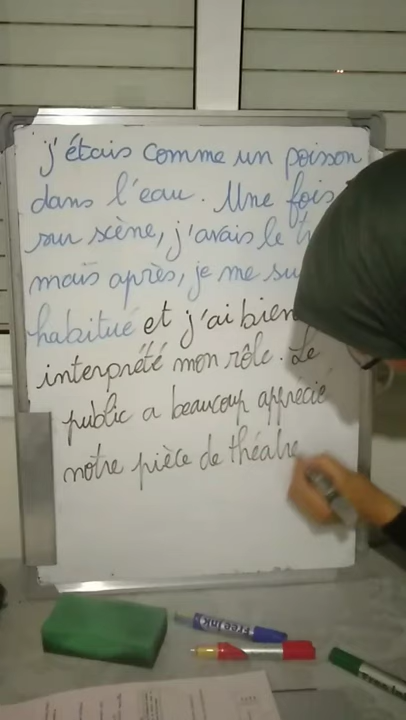 j'étais comme un poisson
dans l'eau. Une fois
sur scène, j'avais le
mais après, je me
habitué et j'ai bien
interprété mon rôle. Le
public a beaucoup apprécié
notre pièce de théatre
Free Ink